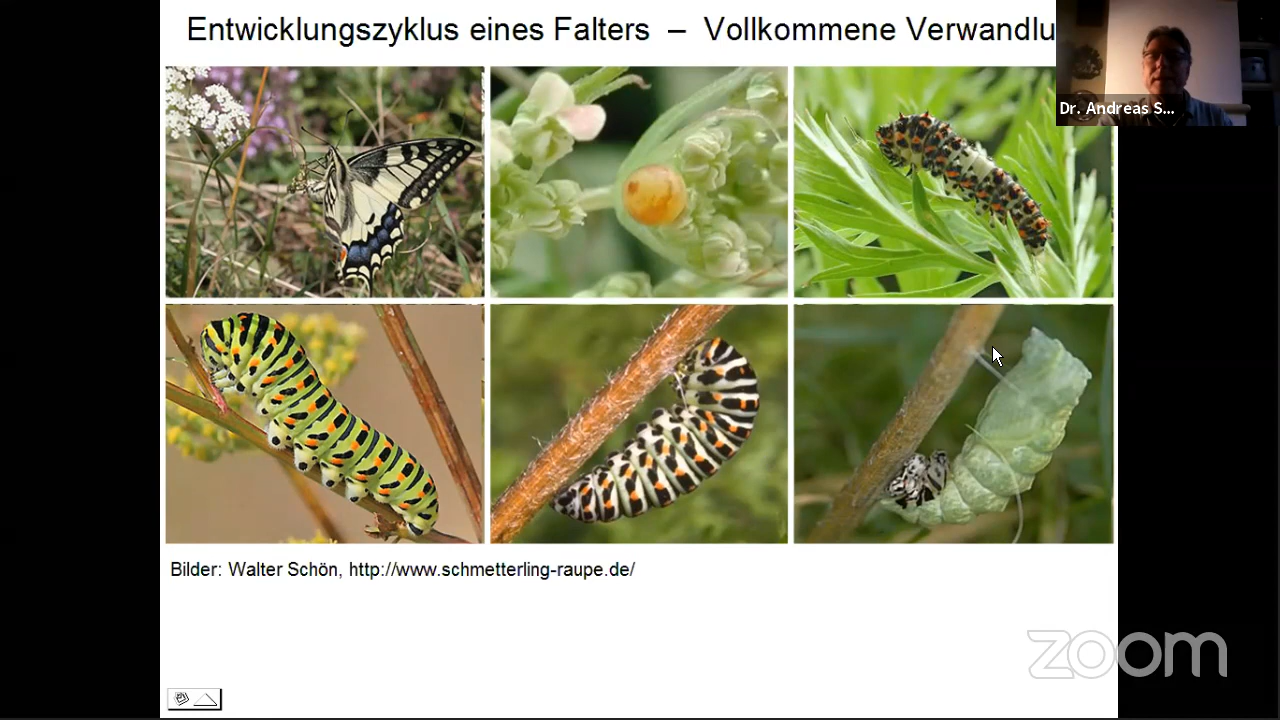 Entwicklungszyklus eines Falters – Vollkommene Verwandlu
Dr. Andreas S...
Bilder: Walter Schön, http://www.schmetterling-raupe.de/
zoom